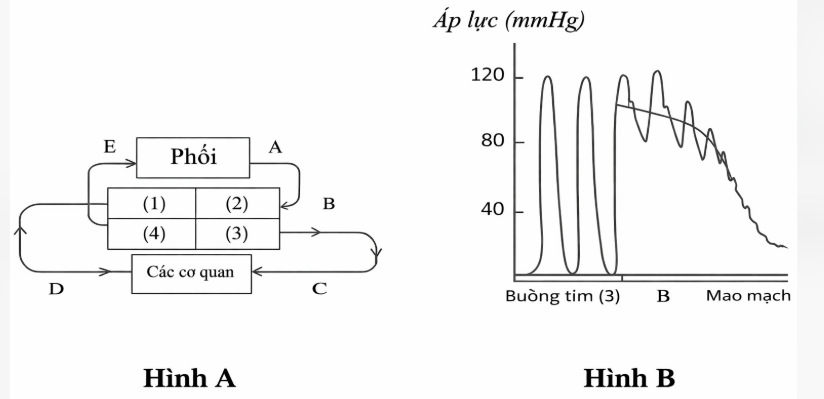 Áp lực (mmHg)
120
80
40
E
Phổi
A
(1)
(2)
B
(4)
(3)
Các cơ quan
D
C
Buồng tim (3)
B
Mao mạch
Hình A
Hình B